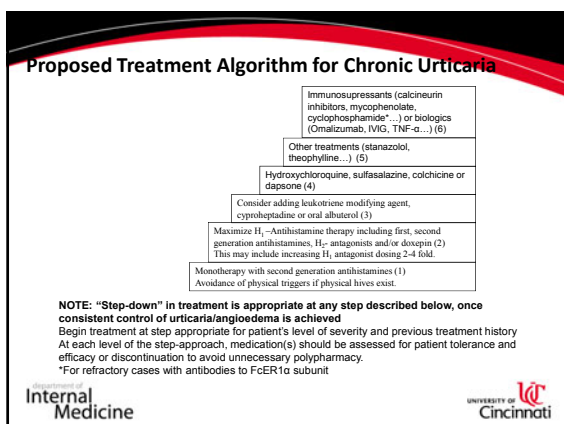 Proposed Treatment Algorithm for Chronic Urticaria
Immunosupressants (calcineurin
inhibitors, mycophenolate,
cyclophosphamide*…) or biologics
(Omalizumab, IVIG, TNF-α…) (6)
Other treatments (stanazolol,
theophylline…) (5)
Hydroxychloroquine, sulfasalazine, colchicine or
dapsone (4)
Consider adding leukotriene modifying agent,
cyproheptadine or oral albuterol (3)
Maximize H1 –Antihistamine therapy including first, second
generation antihistamines, H2- antagonists and/or doxepin (2)
This may include increasing H1 antagonist dosing 2-4 fold.
Monotherapy with second generation antihistamines (1)
Avoidance of physical triggers if physical hives exist.
NOTE: “Step-down” in treatment is appropriate at any step described below, once
consistent control of urticaria/angioedema is achieved
Begin treatment at step appropriate for patient’s level of severity and previous treatment history
At each level of the step-approach, medication(s) should be assessed for patient tolerance and
efficacy or discontinuation to avoid unnecessary polypharmacy.
*For refractory cases with antibodies to FcER1α subunit
department of
Internal
Medicine
UNIVERSITY OF UC
Cincinnati